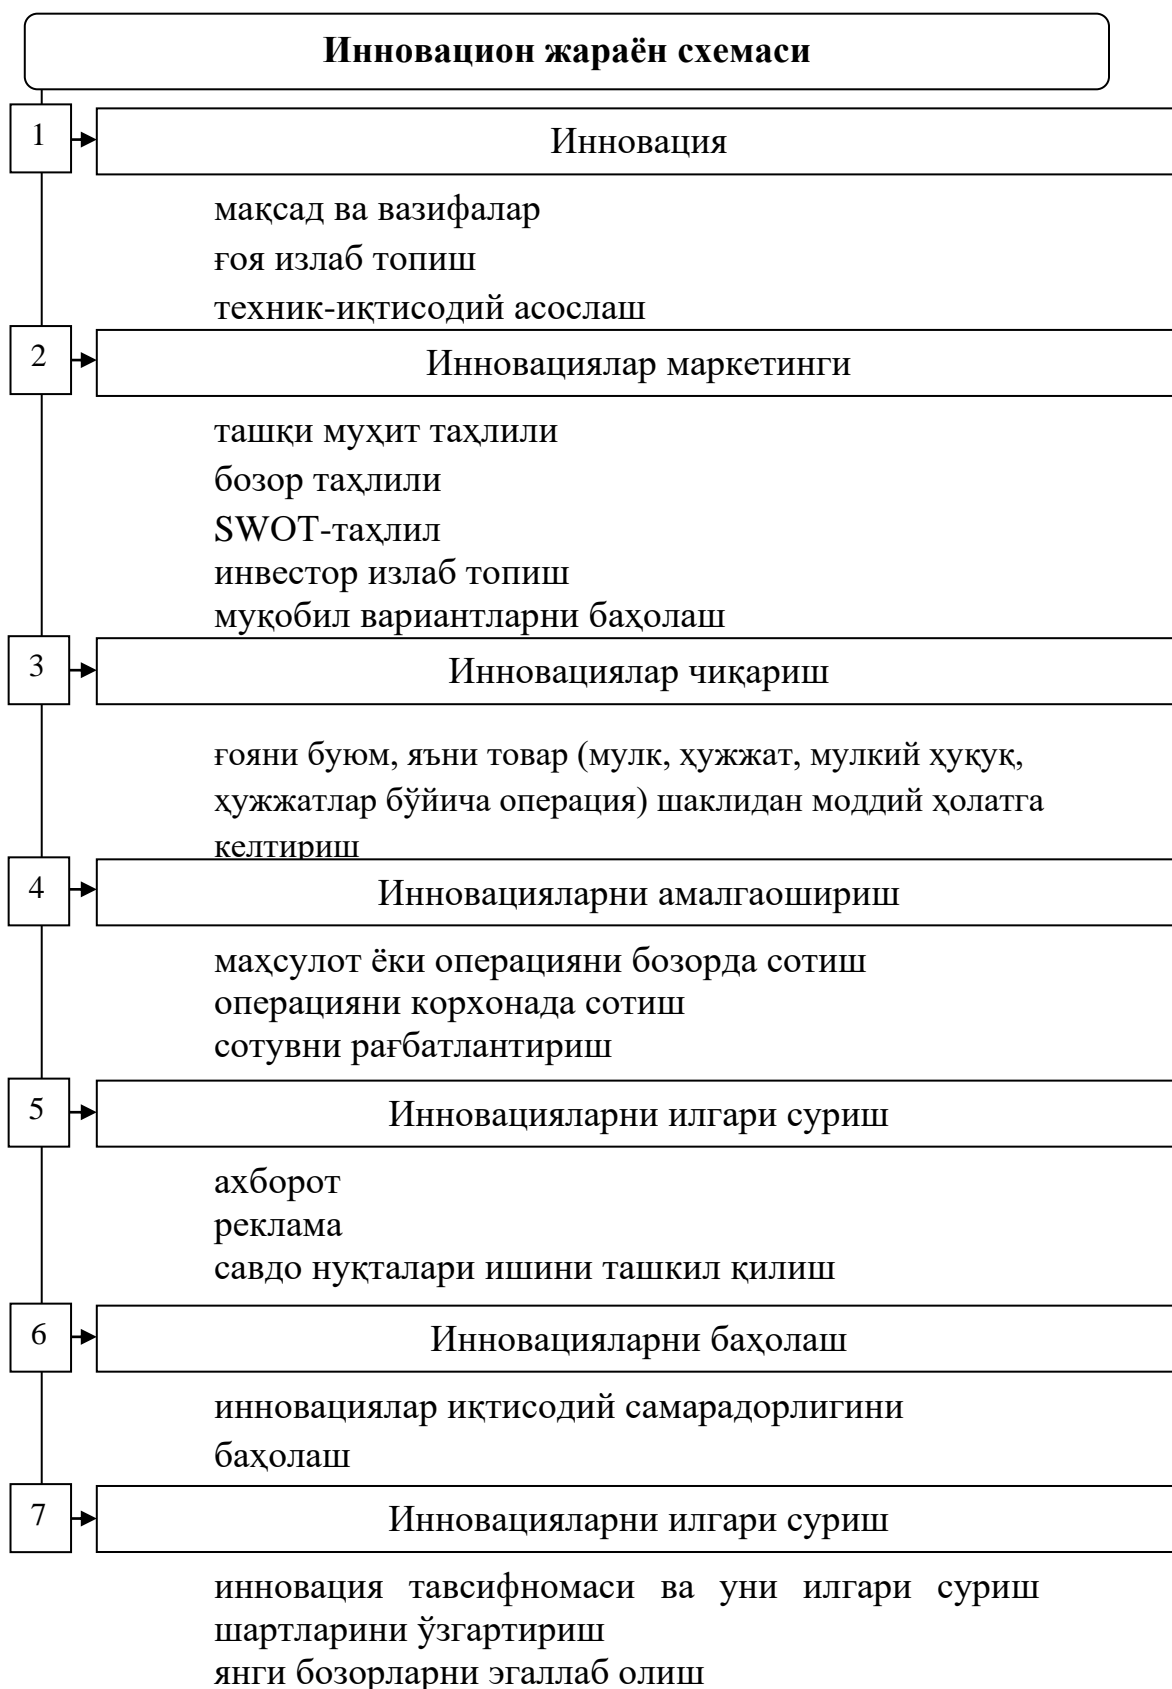 Инновацион жараён схемаси
1
Инновация
мақсад ва вазифалар
ғоя излаб топиш
техник-иқтисодий асослаш
2
Инновациялар маркетинги
ташқи муҳит таҳлили
бозор таҳлили
SWOT-таҳлил
инвестор излаб топиш
муқобил вариантларни баҳолаш
3
Инновациялар чиқариш
ғояни буюм, яъни товар (мулк, ҳужжат, мулкий ҳуқуқ,
ҳужжатлар бўйича операция) шаклидан моддий ҳолатга
келтириш
4
Инновацияларни амалгаошириш
маҳсулот ёки операцияни бозорда сотиш
операцияни корхонада сотиш
сотувни рағбатлантириш
5
Инновацияларни илгари суриш
ахборот
реклама
савдо нуқталари ишини ташкил қилиш
6
Инновацияларни баҳолаш
инновациялар иқтисодий самарадорлигини
баҳолаш
7
Инновацияларни илгари суриш
инновация тавсифномаси ва уни илгари суриш
шартларини ўзгартириш
янги бозорларни эгаллаб олиш